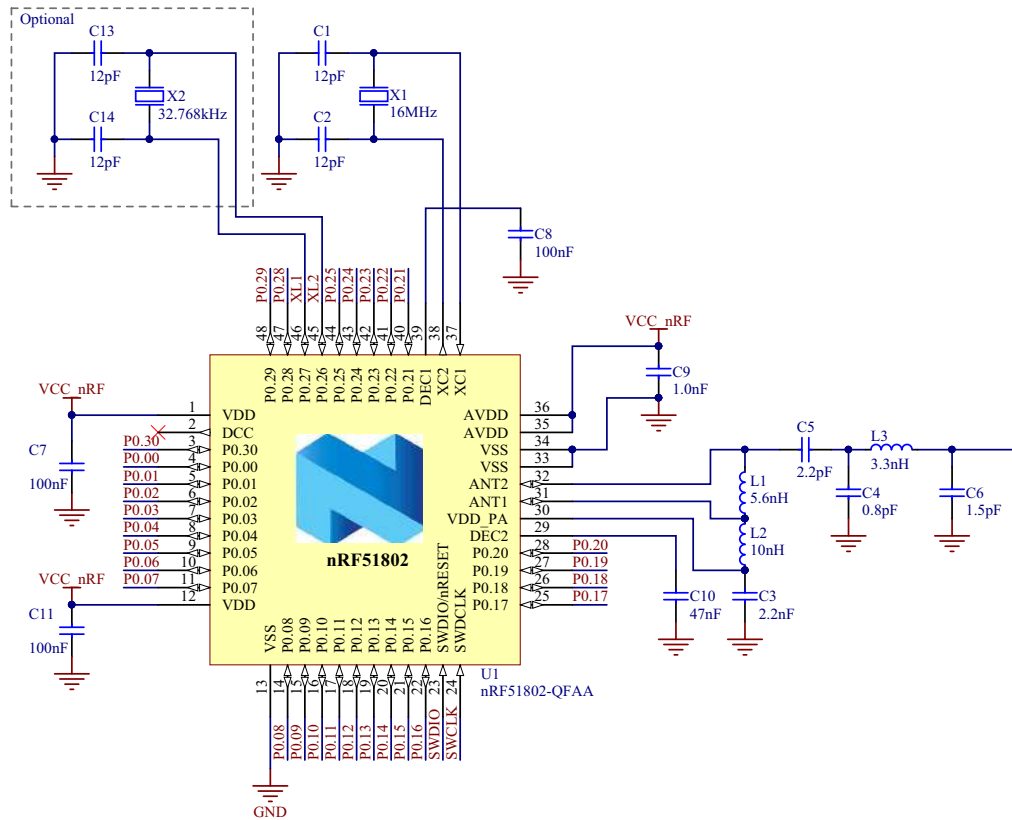 Optional
C13
12pF
X2
32.768kHz
C14
12pF
C1
12pF
X1
16MHz
C2
12pF
C8
100nF
P0.29
P0.28
XL1
XL2
P0.25
P0.24
P0.23
P0.22
P0.21
48
47
46
45
44
43
42
41
40
39
38
37
P0.29
P0.28
P0.27
P0.26
P0.25
P0.24
P0.23
P0.22
P0.21
DEC1
XC2
XC1
VCC_nRF
C9
1.0nF
VCC_nRF
C7
100nF
1 VDD
2 DCC
P0.30 3 P0.30
P0.00 4 P0.00
P0.01 5 P0.01
P0.02 6 P0.02
P0.03 7 P0.03
P0.04 8 P0.04
P0.05 9 P0.05
P0.06 10 P0.06
P0.07 11 P0.07
12 VDD
VCC_nRF
C11
100nF
nRF51802
AVDD 36
AVDD 35
VSS 34
VSS 33
ANT2 32
ANT1 31
VDD_PA 30
DEC2 29
P0.20 28 P0.20
P0.19 27 P0.19
P0.18 26 P0.18
P0.17 25 P0.17
C5
2.2pF
L3
3.3nH
L1
5.6nH
C4
0.8pF
C6
1.5pF
L2
10nH
C10
47nF
C3
2.2nF
VSS
P0.08
P0.09
P0.10
P0.11
P0.12
P0.13
P0.14
P0.15
P0.16
SWDIO/nRESET
SWDCLK
U1
nRF51802-QFAA
13
14
15
16
17
18
19
20
21
22
23
24
P0.08
P0.09
P0.10
P0.11
P0.12
P0.13
P0.14
P0.15
P0.16
SWDIO
SWCLK
GND